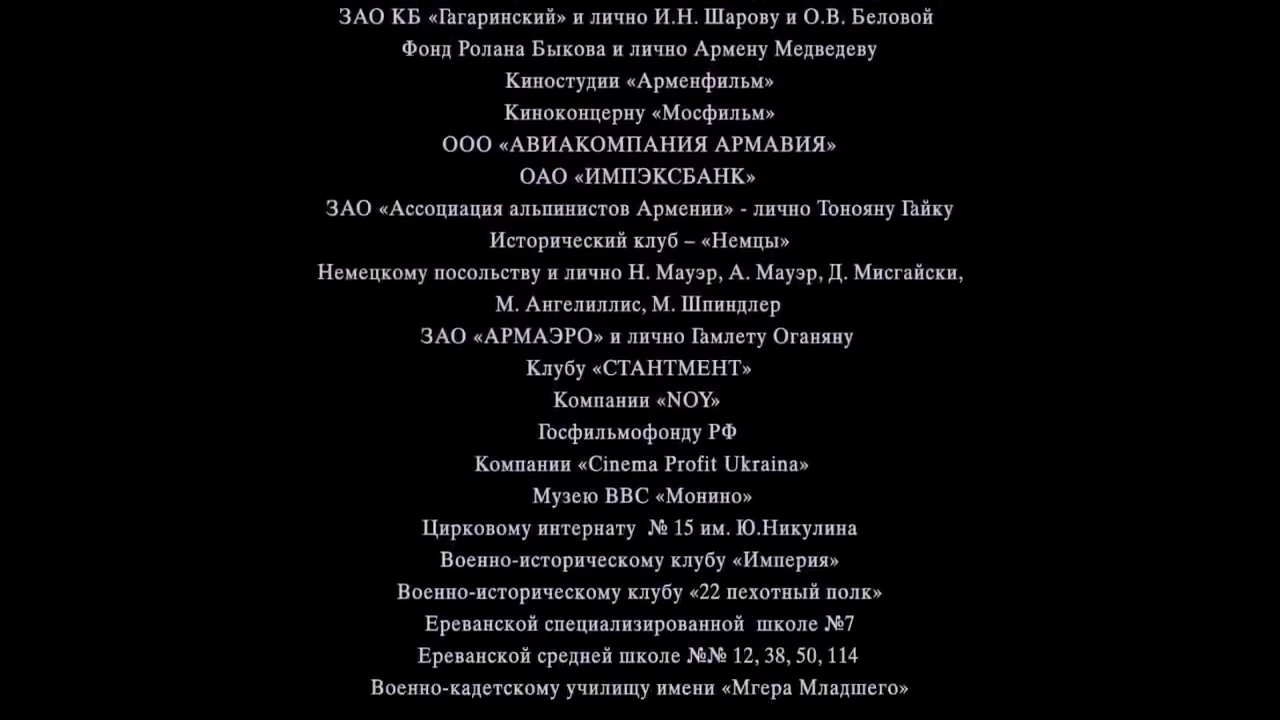 ЗАО КБ «Гагаринский» и лично И.Н. Шарову и О.В. Беловой
Фонд Ролана Быкова и лично Армену Медведеву
Киностудии «Арменфильм»
Киноконцерну «Мосфильм»
ООО «АВИАКОМПАНИЯ АРМАВИЯ»
ОАО «ИМПЭКСБАНК»
ЗАО «Ассоциация альпинистов Армении» - лично Тонояну Гайку
Исторический клуб – «Немцы»
Немецкому посольству и лично Н. Мауэр, А. Мауэр, Д. Мисгайски,
М. Ангелиллис, М. Шпиндлер
ЗАО «АРМАЭРО» и лично Гамлету Оганяну
Клубу «СТАНТМЕНТ»
Компании «NOY»
Госфильмофонду РФ
Компании «Cinema Profit Ukraina»
Музею ВВС «Монино»
Цирковому интернату  № 15 им. Ю.Никулина
Военно-историческому клубу «Империя»
Военно-историческому клубу «22 пехотный полк»
Ереванской специализированной  школе №7
Ереванской средней школе №№ 12, 38, 50, 114
Военно-кадетскому училищу имени «Мгера Младшего»